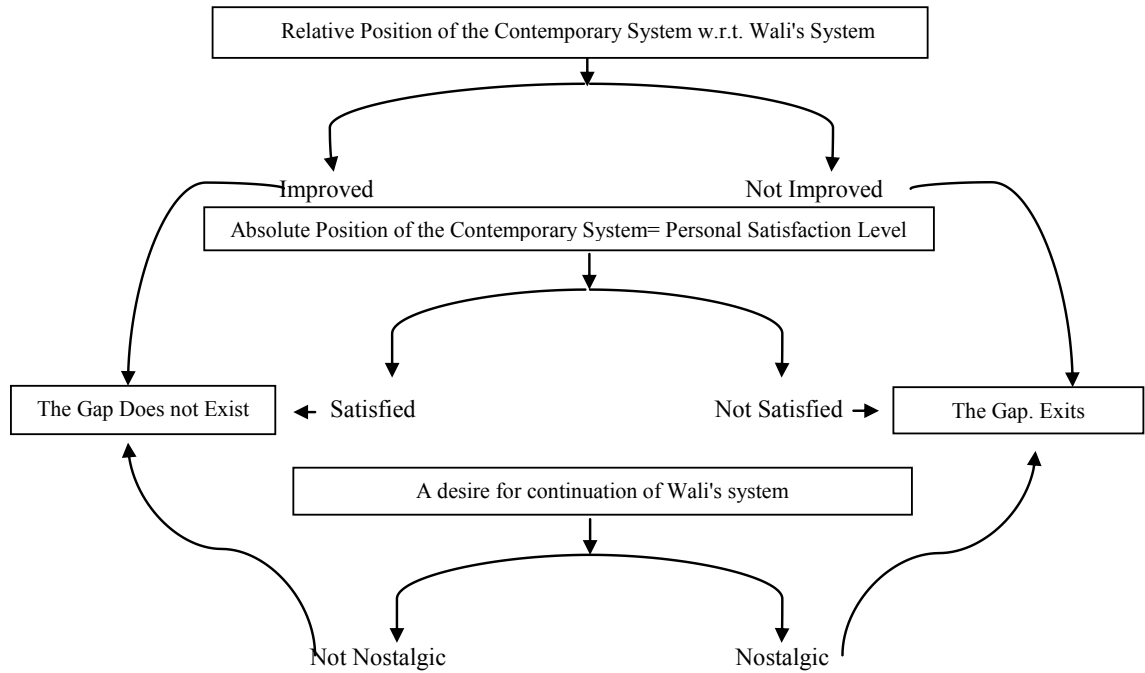 Relative Position of the Contemporary System w.r.t. Wali's System
Improved
Not Improved
Absolute Position of the Contemporary System= Personal Satisfaction Level
The Gap Does not Exist
Satisfied
Not Satisfied
The Gap. Exits
A desire for continuation of Wali's system
Not Nostalgic
Nostalgic